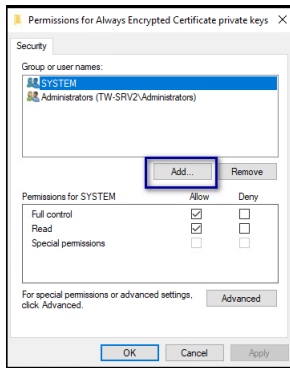 Permissions for Always Encrypted Certificate private keys
Security
Group or user names:
SYSTEM
Administrators (TW-SRV2\Administrators)
Add... Remove
Permissions for SYSTEM Allow Deny
Full control
Read
Special permissions
For special permissions or advanced settings, Advanced
click Advanced.
OK Cancel Apply